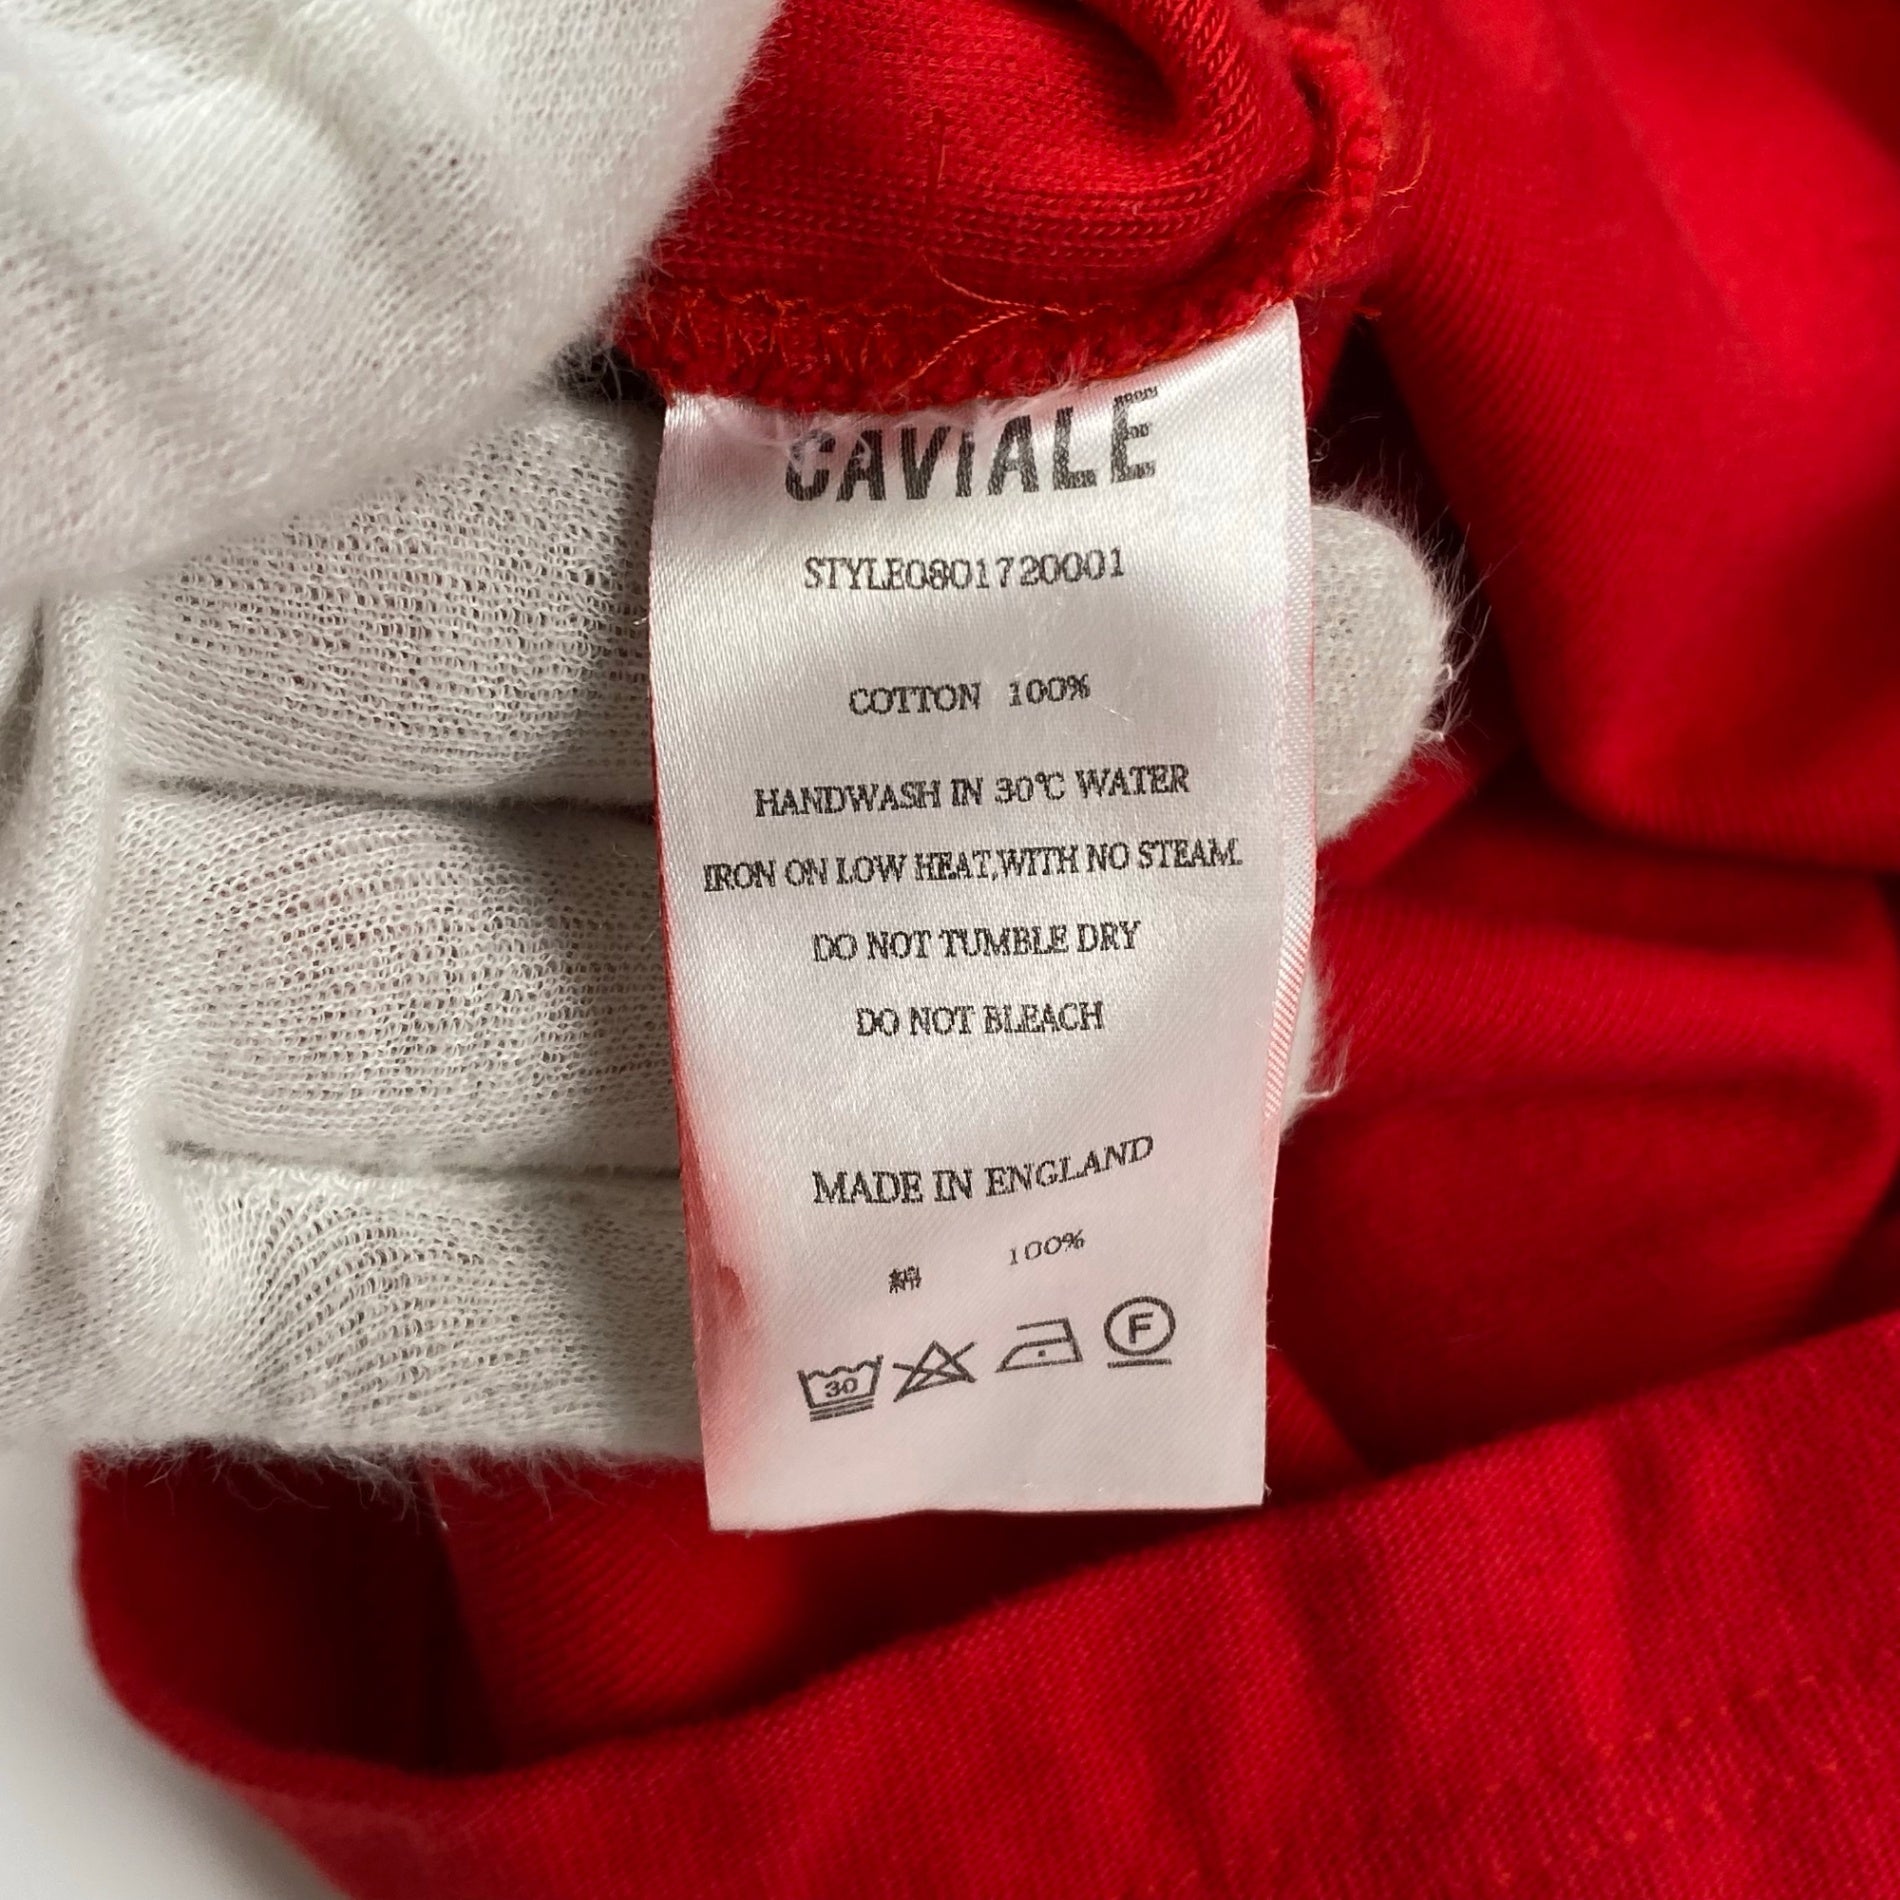 CAViALE
STYLE0801720001
COTTON 100%
HANDWASH IN 30℃ WATER
IRON ON LOW HEAT,WITH NO STEAM.
DO NOT TUMBLE DRY
DO NOT BLEACH
MADE IN ENGLAND
綿 100%
30 F